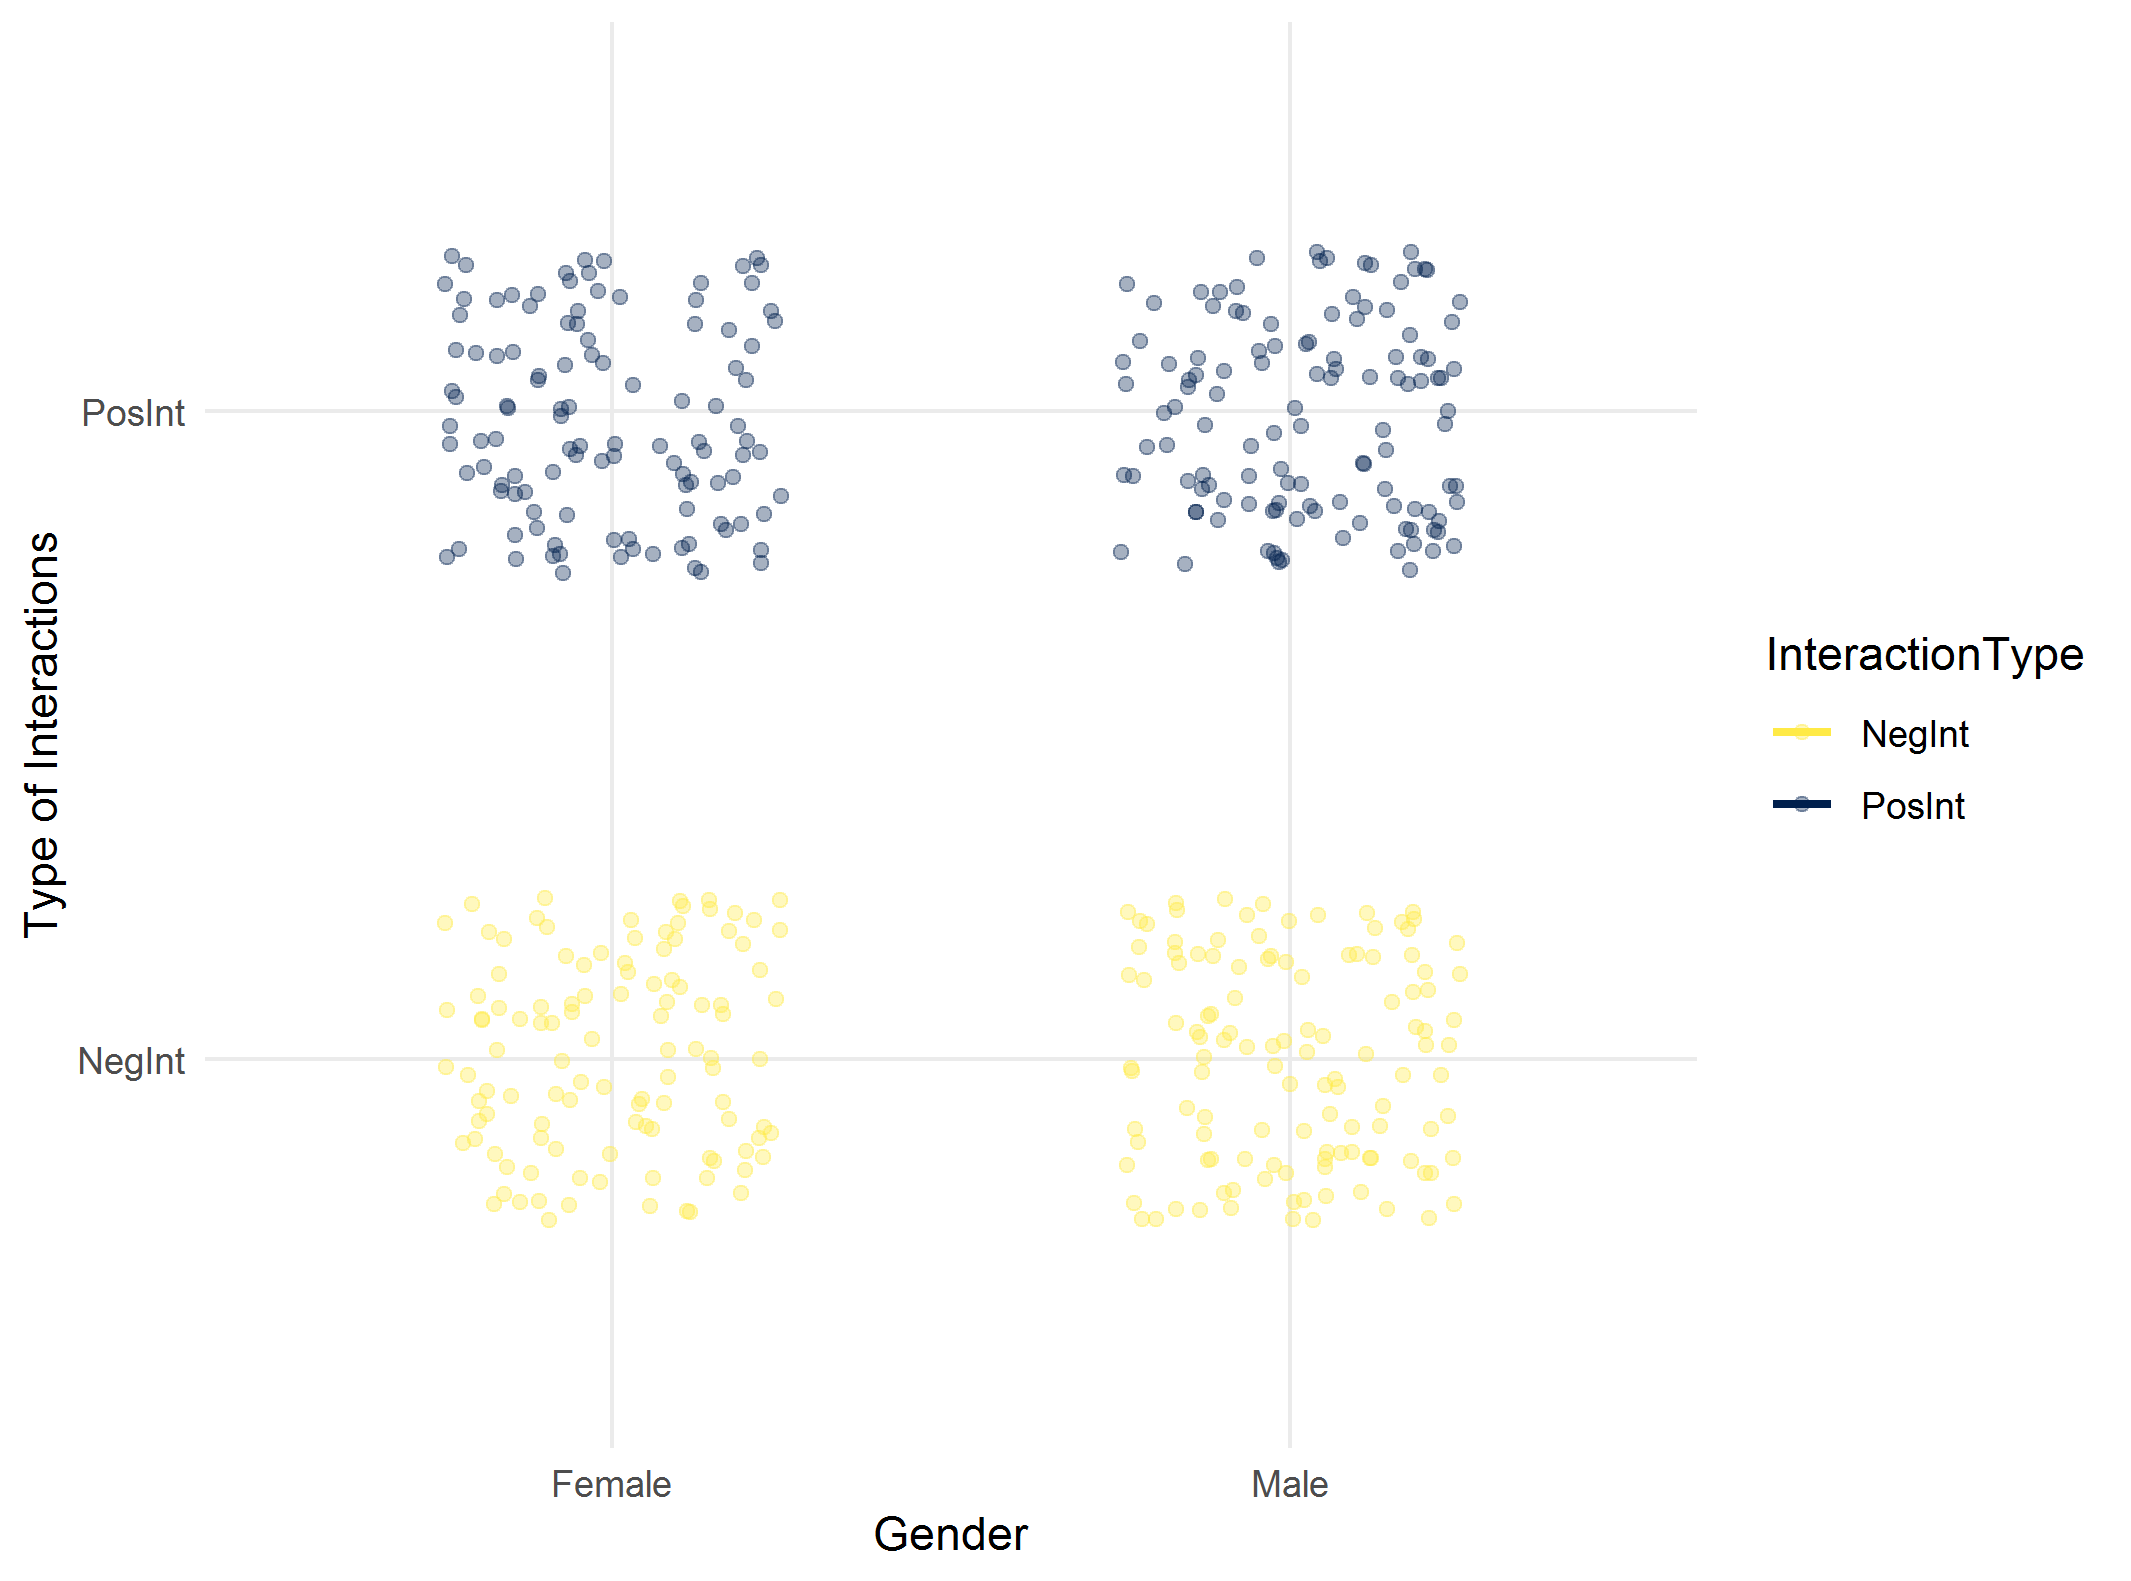 Type of Interactions
PosInt
NegInt
Female
Male
Gender
InteractionType
NegInt
PosInt